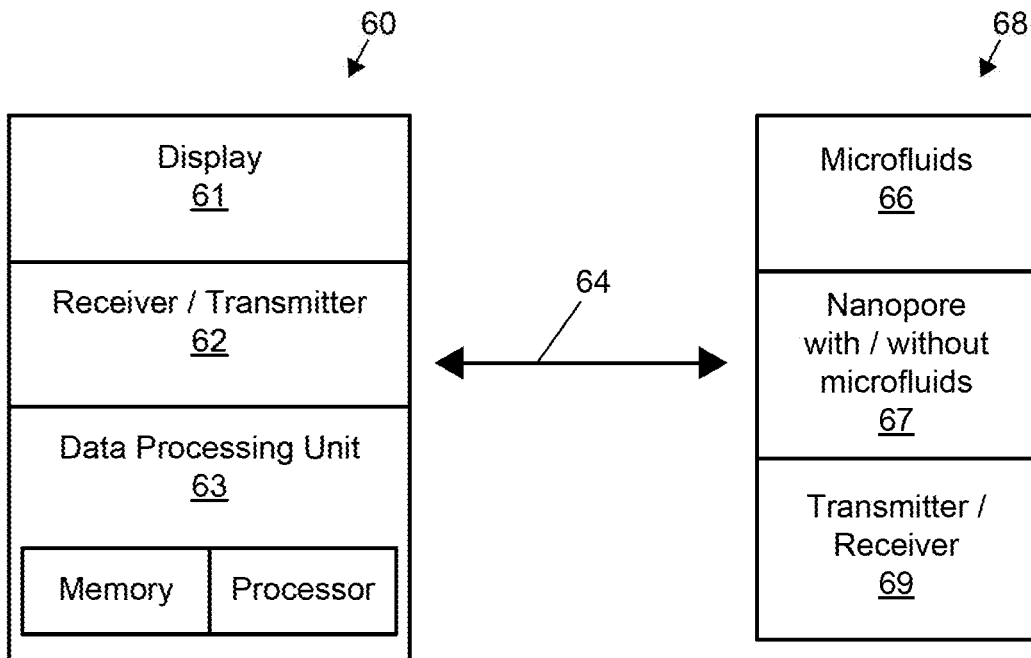 60
Display
61
Receiver / Transmitter
62
Data Processing Unit
63
Memory
Processor
64
68
Microfluids
66
Nanopore
with / without
microfluids
67
Transmitter /
Receiver
69